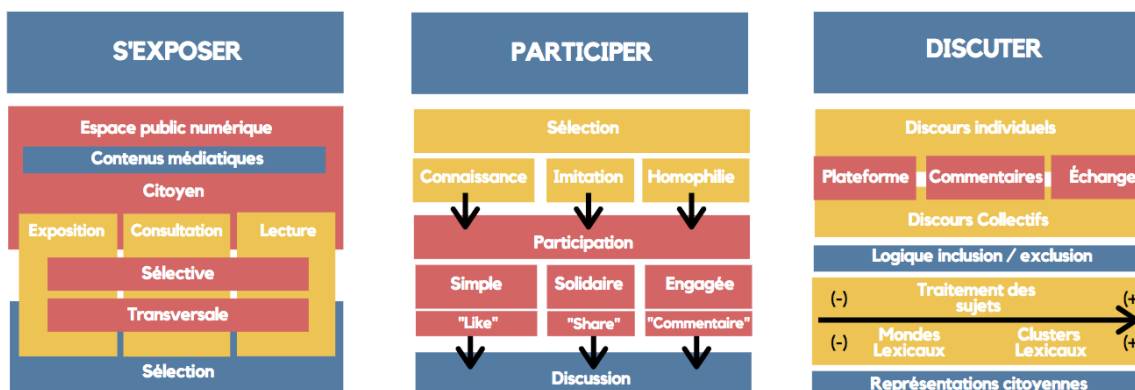 S'EXPOSER
Espace public numérique
Contenus médiatiques
Citoyen
Exposition Consultation Lecture
Sélective
Transversale
Sélection
PARTICIPER
Sélection
Connaissance Imitation Homophilie
Participation
Simple Solidaire Engagée
"Like" "Share" "Commentaire"
Discussion
DISCUTER
Discours individuels
Plateforme Commentaires Échange
Discours Collectifs
Logique inclusion / exclusion
(-) Traitement des (+
sujets
(-) Mondes Clusters (+
Lexicaux Lexicaux
Représentations citoyennes